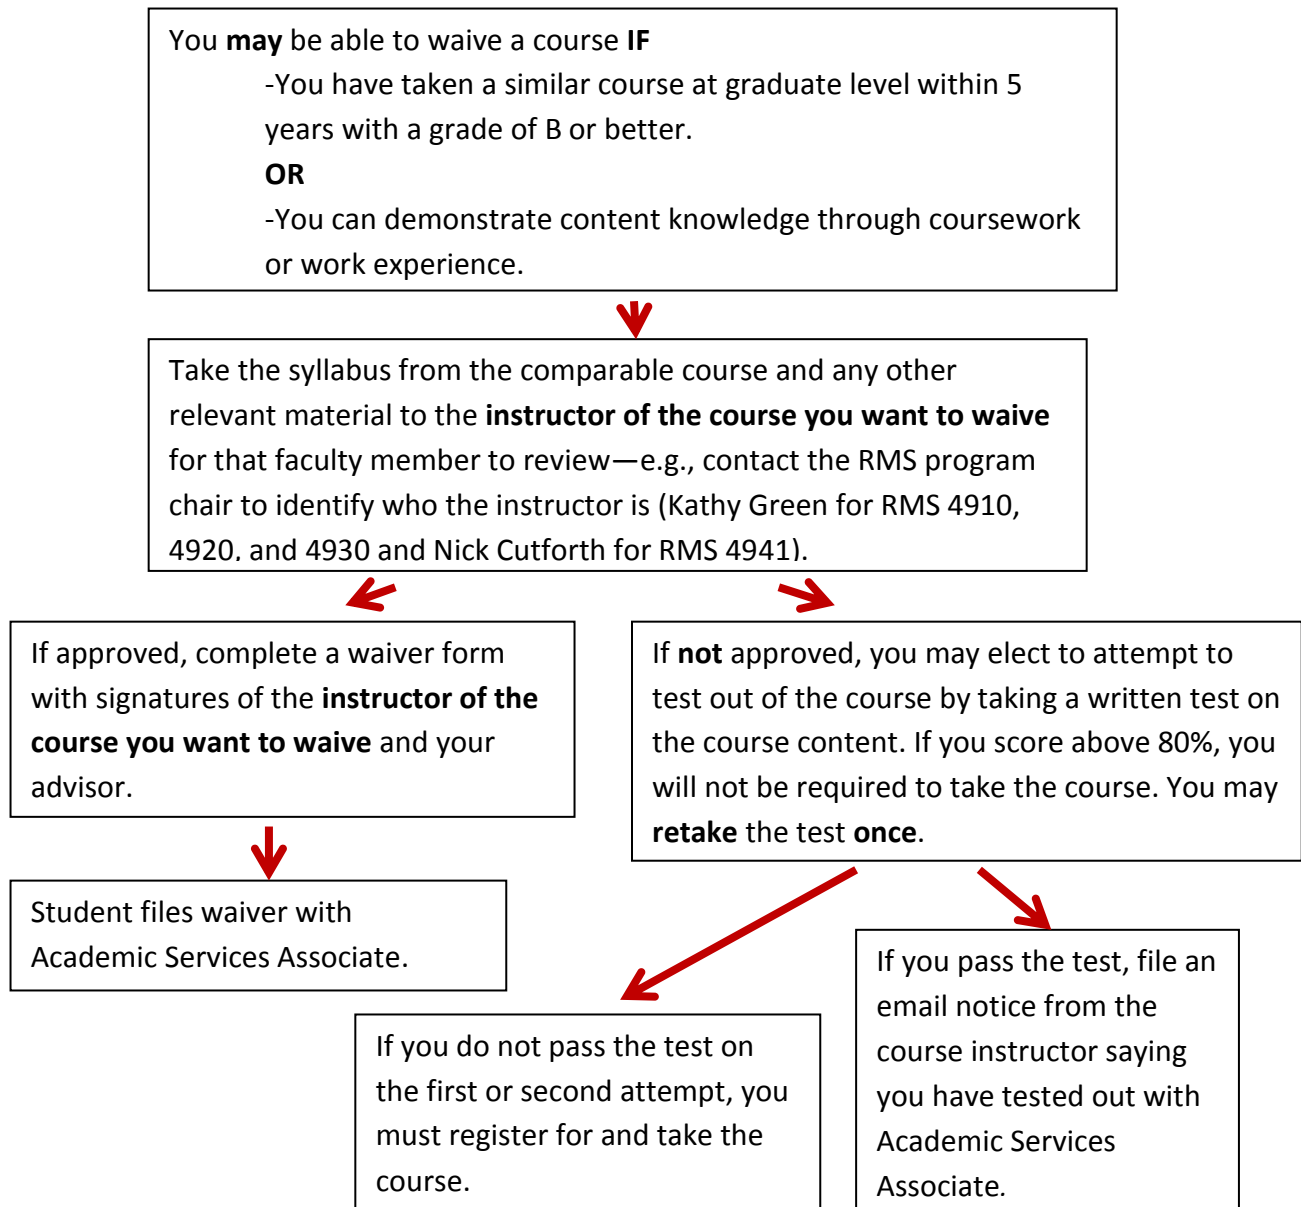 You may be able to waive a course IF
-You have taken a similar course at graduate level within 5
years with a grade of B or better.
OR
-You can demonstrate content knowledge through coursework
or work experience.
Take the syllabus from the comparable course and any other
relevant material to the instructor of the course you want to waive
for that faculty member to review—e.g., contact the RMS program
chair to identify who the instructor is (Kathy Green for RMS 4910,
4920, and 4930 and Nick Cutforth for RMS 4941).
If approved, complete a waiver form
with signatures of the instructor of the
course you want to waive and your
advisor.
If not approved, you may elect to attempt to
test out of the course by taking a written test on
the course content. If you score above 80%, you
will not be required to take the course. You may
retake the test once.
Student files waiver with
Academic Services Associate.
If you do not pass the test on
the first or second attempt, you
must register for and take the
course.
If you pass the test, file an
email notice from the
course instructor saying
you have tested out with
Academic Services
Associate.